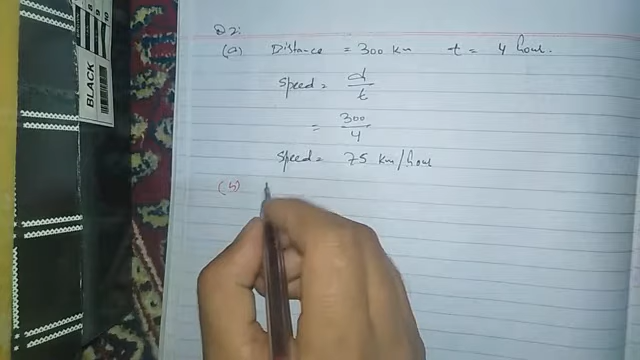 Q2:
(a) Distance = 300 km t = 4 hour.
speed = d/t
= 300/4
speed = 75 km/hour
(b)
BLACK